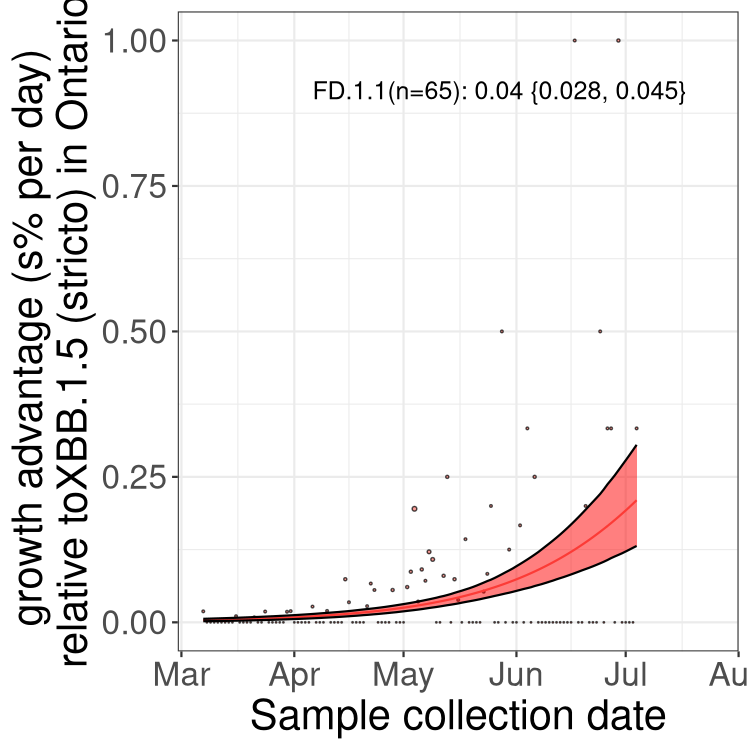 growth advantage (s% per day)
relative toXBB.1.5 (stricto) in Ontario
1.00
0.75
0.50
0.25
0.00
FD.1.1(n=65): 0.04 {0.028, 0.045}
Mar Apr May Jun Jul Au
Sample collection date